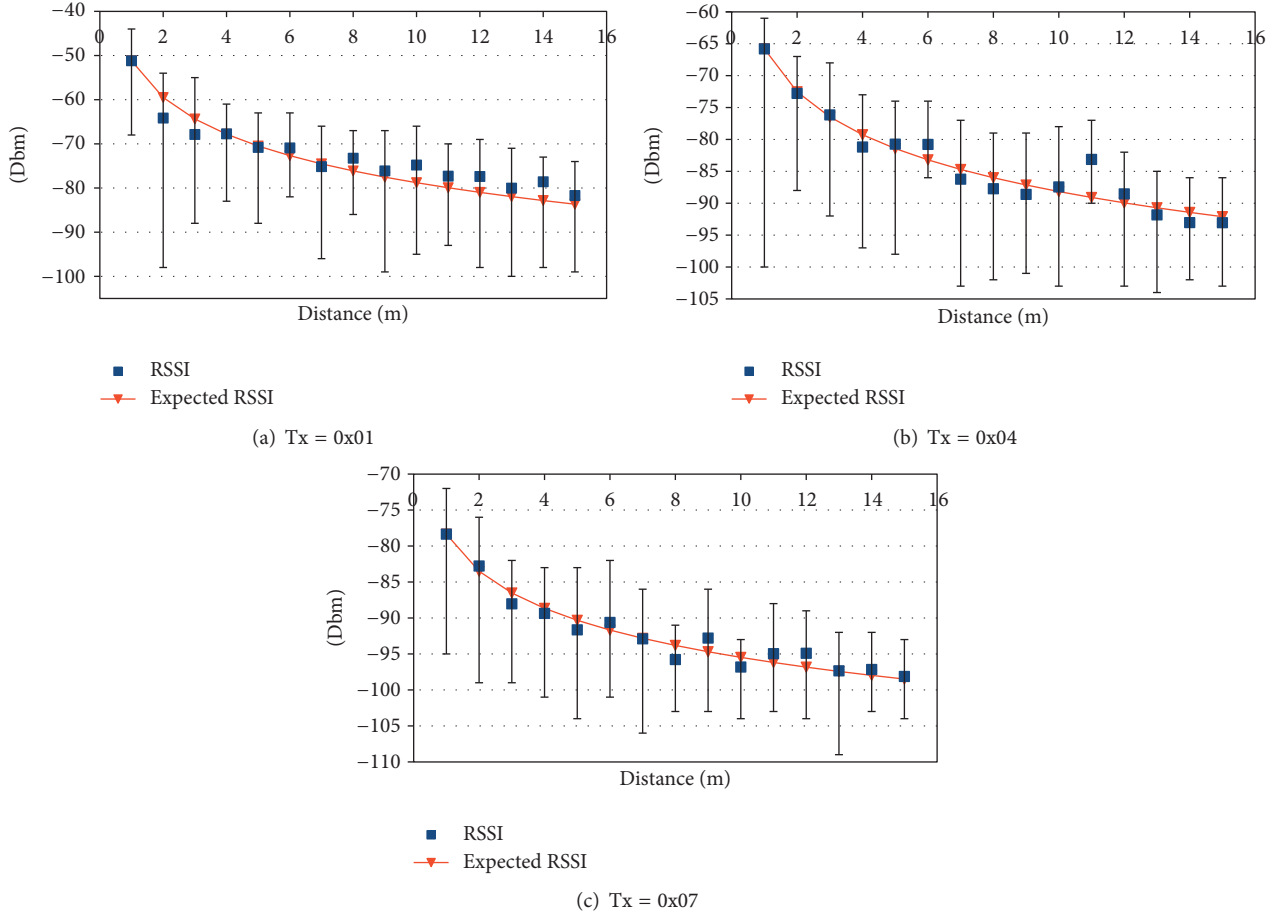 −40
−50
−60
−70
−80
−90
−100
0 2 4 6 8 10 12 14 16
(Dbm)
Distance (m)
RSSI
Expected RSSI
(a) Tx = 0x01
−60
−65
−70
−75
−80
−85
−90
−95
−100
−105
0 2 4 6 8 10 12 14 16
(Dbm)
Distance (m)
RSSI
Expected RSSI
(b) Tx = 0x04
−70
−75
−80
−85
−90
−95
−100
−105
−110
0 2 4 6 8 10 12 14 16
(Dbm)
Distance (m)
RSSI
Expected RSSI
(c) Tx = 0x07